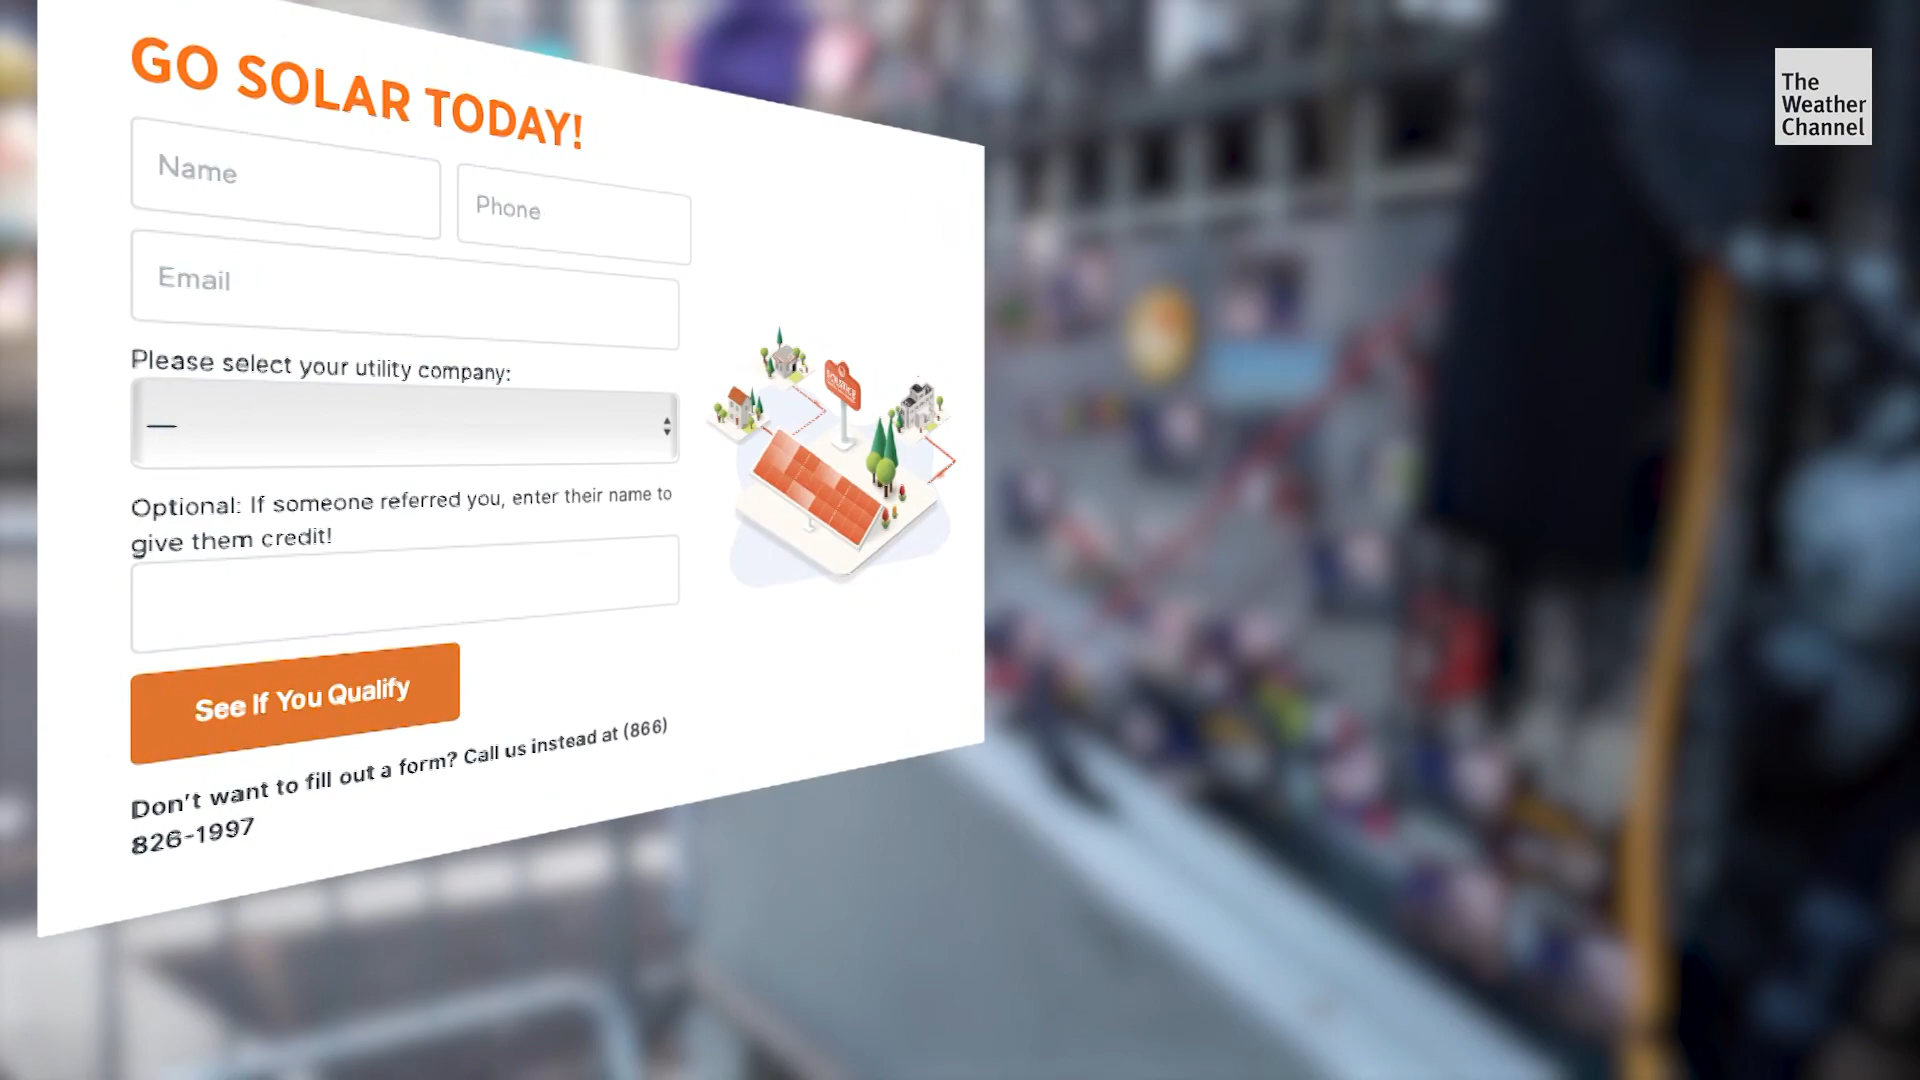 GO SOLAR TODAY!
Name
Phone
Email
Please select your utility company:
—
Optional: If someone referred you, enter their name to
give them credit!
SOLSTICE
See If You Qualify
Don't want to fill out a form? Call us instead at (866)
826-1997
The
Weather
Channel